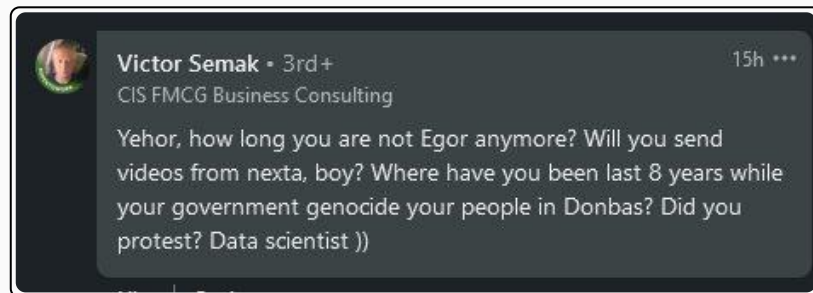 Victor Semak • 3rd+
15h •••
CIS FMCG Business Consulting
Yehor, how long you are not Egor anymore? Will you send
videos from nexta, boy? Where have you been last 8 years while
your government genocide your people in Donbas? Did you
protest? Data scientist ))